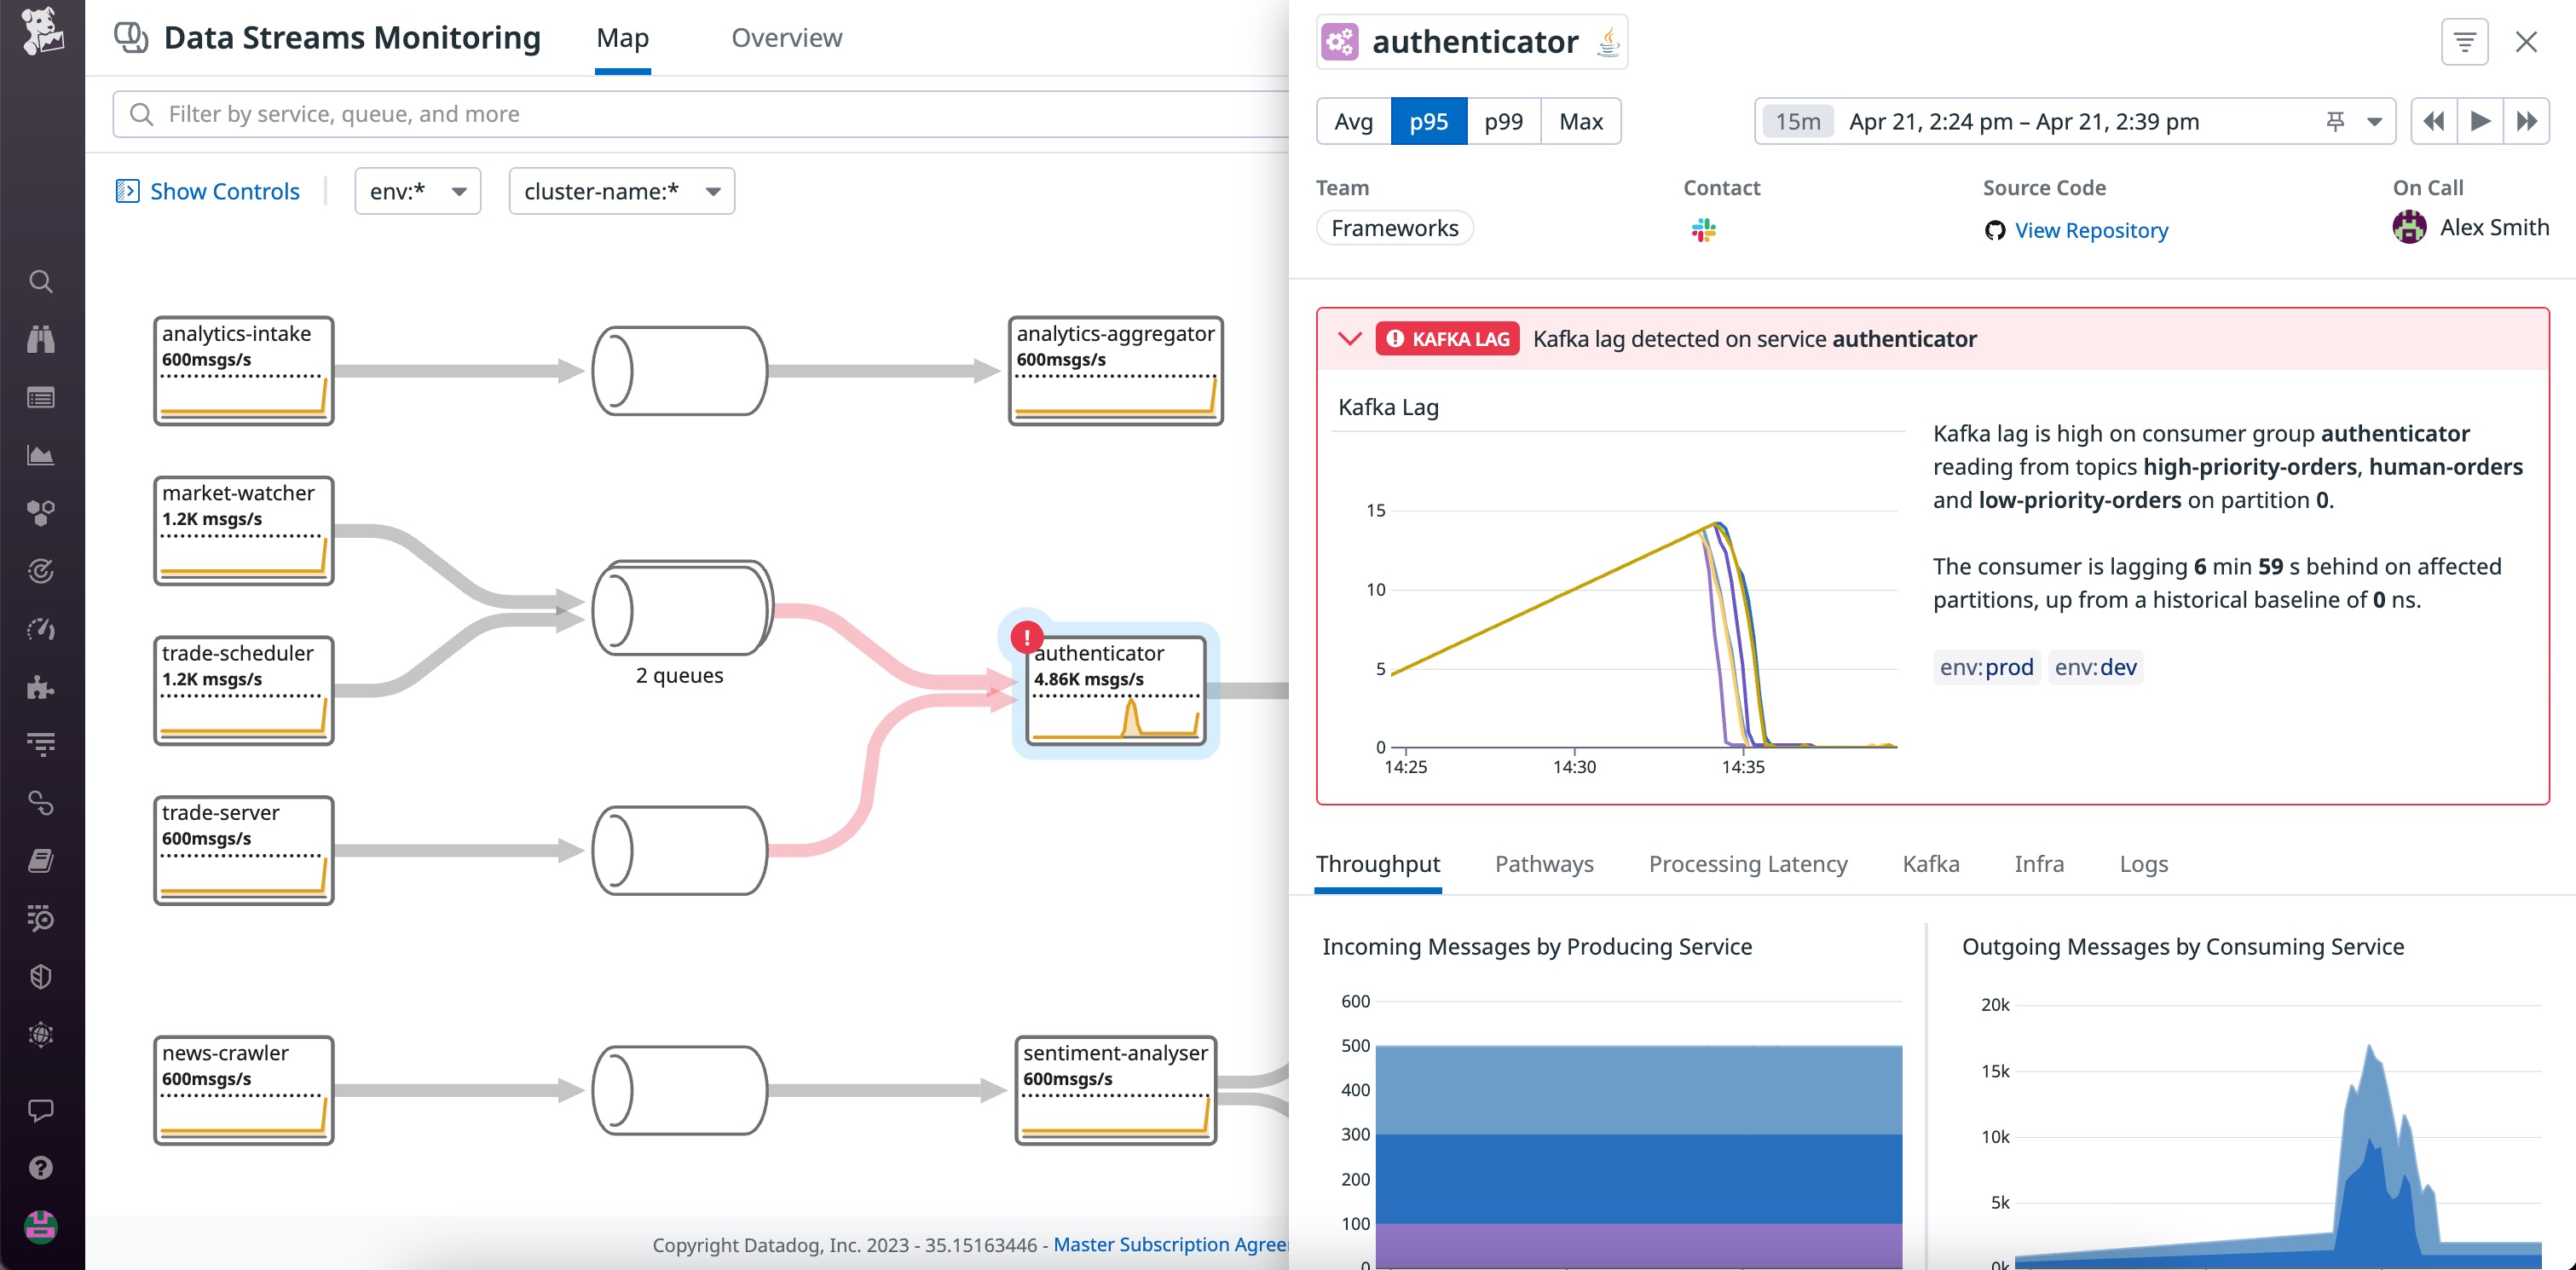 Data Streams Monitoring
Map
Overview
Filter by service, queue, and more
Show Controls
env:*
cluster-name:*
analytics-intake
600msgs/s
analytics-aggregator
600msgs/s
market-watcher
1.2K msgs/s
trade-scheduler
1.2K msgs/s
2 queues
authenticator
4.86K msgs/s
trade-server
600msgs/s
news-crawler
600msgs/s
sentiment-analyser
600msgs/s
Copyright Datadog, Inc. 2023 - 35.15163446 - Master Subscription Agree
authenticator
Avg
p95
p99
Max
15m Apr 21, 2:24 pm – Apr 21, 2:39 pm
Team
Frameworks
Contact
Source Code
View Repository
On Call
Alex Smith
KAFKA LAG Kafka lag detected on service authenticator
Kafka Lag
15
10
5
0
14:25
14:30
14:35
Kafka lag is high on consumer group authenticator
reading from topics high-priority-orders, human-orders
and low-priority-orders on partition 0.
The consumer is lagging 6 min 59 s behind on affected
partitions, up from a historical baseline of 0 ns.
env:prod env:dev
Throughput
Pathways
Processing Latency
Kafka
Infra
Logs
Incoming Messages by Producing Service
600
500
400
300
200
100
0
Outgoing Messages by Consuming Service
20k
15k
10k
5k
0k